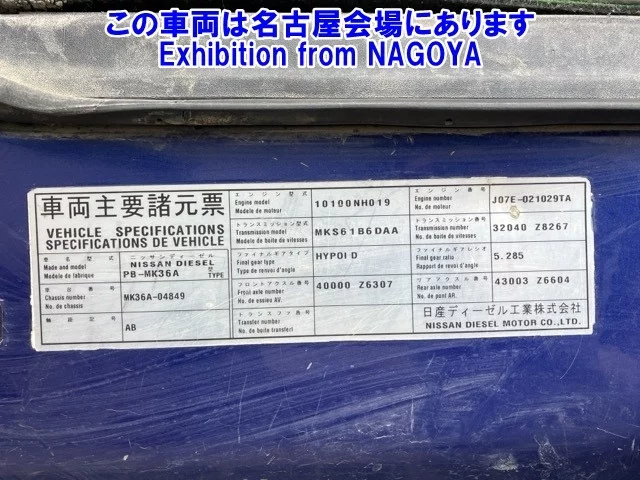 この車両は名古屋会場にあります
Exhibition from NAGOYA
車両主要諸元票
VEHICLE SPECIFICATIONS
SPECIFICATIONS DE VEHICLE
車名型式
Made and model
Modele de fabrique
ニッサンディーゼル 型
NISSAN DIESEL 式
PB-MK36A TYPE
車台番号
Chassis number
No. de chassis
MK36A-04849
軸距記号
AB
エンジン型式
Engine model
Modele de moteur
10190NH019
トランスミッション型式
Transmission model
Modele de boite de vitesses
MKS61B6DAA
ファイナルギア型式
Final gear type
Type de renvoi d'angle
HYPOI·D
フロントアクスル番号
Front axle number
No. de essieu AV.
40000 Z6307
トランスファ番号
Transfer number
No. de boite transfert
エンジン番号
Engine number
No. de moteur
J07E-021029TA
トランスミッション番号
Transmission number
No. de boite de vitesses
32040 Z8267
ファイナルギアレシオ
Final gear ratio
Rapport de renvoi d'angle
5.285
リアアクスル番号
Rear axle number
No. de pont AR.
43003 Z6604
日産ディーゼル工業株式会社
NISSAN DIESEL MOTOR CO.,LTD.